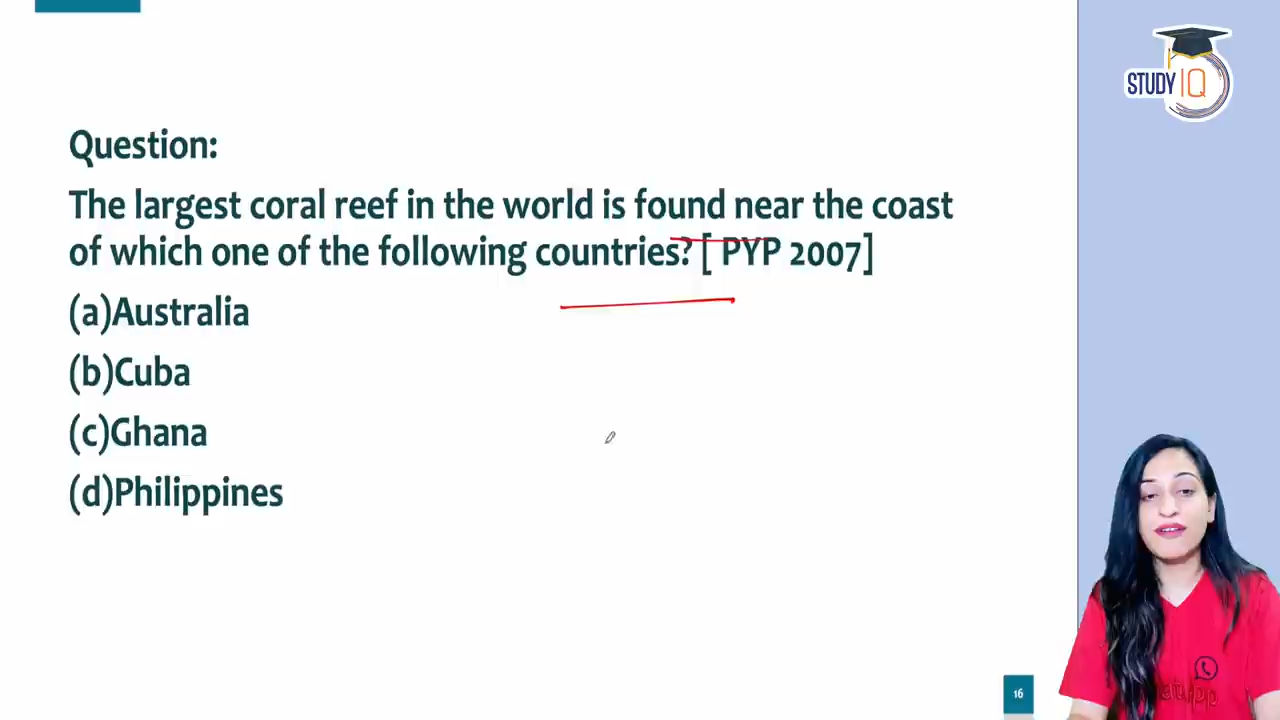 STUDY IQ
Question:
The largest coral reef in the world is found near the coast
of which one of the following countries? [ PYP 2007]
(a)Australia
(b)Cuba
(c)Ghana
(d)Philippines
16